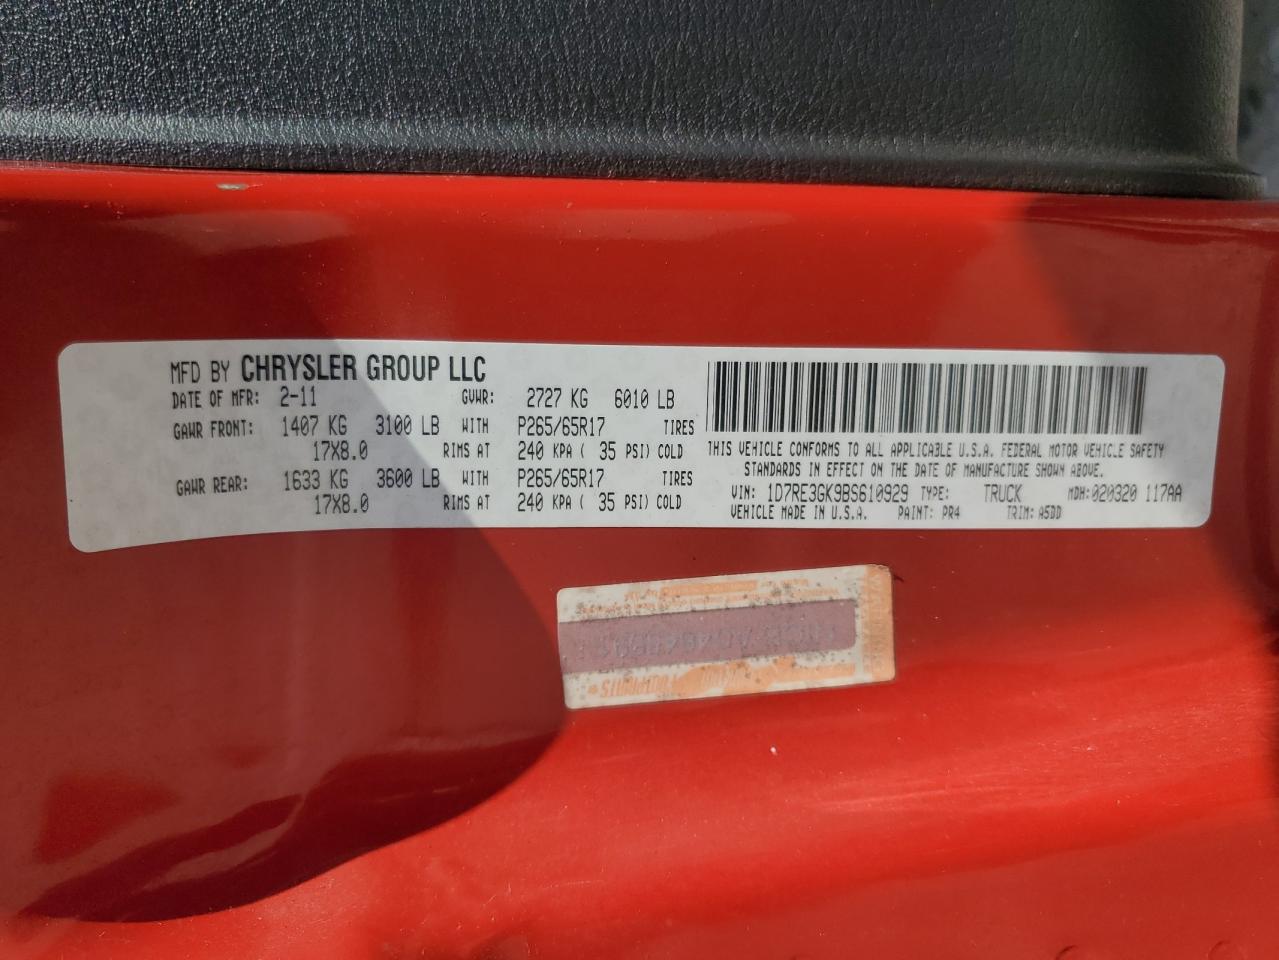 MFD BY CHRYSLER GROUP LLC
DATE OF MFR: 2-11 GVWR: 2727 KG 6010 LB
GAWR FRONT: 1407 KG 3100 LB WITH P265/65R17 TIRES
17X8.0 RIMS AT 240 KPA ( 35 PSI) COLD
GAWR REAR: 1633 KG 3600 LB WITH P265/65R17 TIRES
17X8.0 RIMS AT 240 KPA ( 35 PSI) COLD
THIS VEHICLE CONFORMS TO ALL APPLICABLE U.S.A. FEDERAL MOTOR VEHICLE SAFETY
STANDARDS IN EFFECT ON THE DATE OF MANUFACTURE SHOWN ABOVE.
VIN: 1D7RE3GK9BS610929 TYPE: TRUCK MDH: 020320 117AA
VEHICLE MADE IN U.S.A. PAINT: PR4 TRIM: A5DD